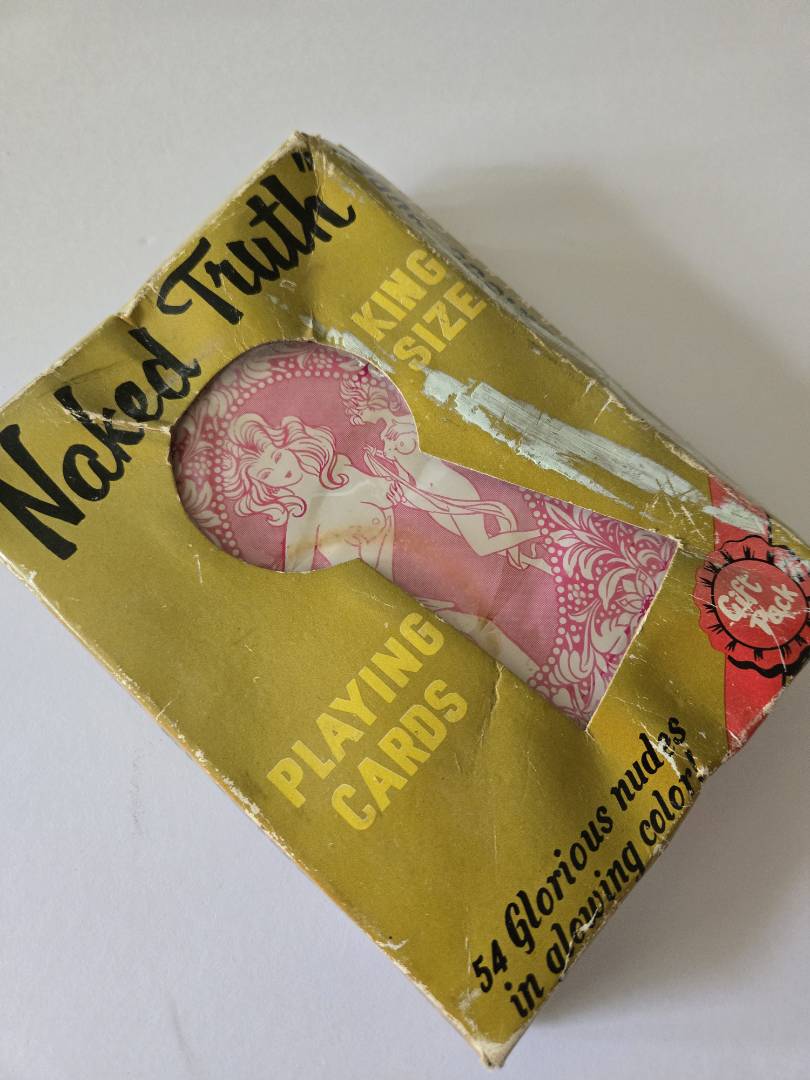 Naked Truth"
KING
SIZE
PLAYING
CARDS
Gift
Pack
54 Glorious nudes
in glowing color!